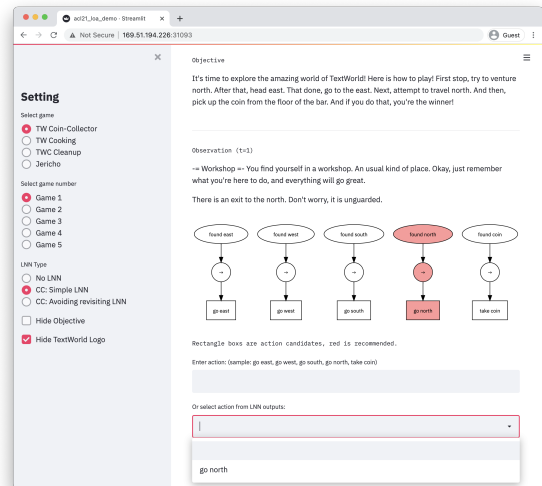 acl21_loa_demo · Streamlit
Not Secure | 169.51.194.226:31093
Guest
Setting
Select game
TW Coin-Collector
TW Cooking
TWC Cleanup
Jericho
Select game number
Game 1
Game 2
Game 3
Game 4
Game 5
LNN Type
No LNN
CC: Simple LNN
CC: Avoiding revisiting LNN
Hide Objective
Hide TextWorld Logo
Objective
It's time to explore the amazing world of TextWorld! Here is how to play! First stop, try to venture
north. After that, head east. That done, go to the east. Next, attempt to travel north. And then,
pick up the coin from the floor of the bar. And if you do that, you're the winner!
Observation (t=1)
-= Workshop =- You find yourself in a workshop. An usual kind of place. Okay, just remember
what you're here to do, and everything will go great.
There is an exit to the north. Don't worry, it is unguarded.
found east found west found south found north found coin
→ → → → →
go east go west go south go north take coin
Rectangle boxs are action candidates, red is recommended.
Enter action: (sample: go east, go west, go south, go north, take coin)
Or select action from LNN outputs:
go north